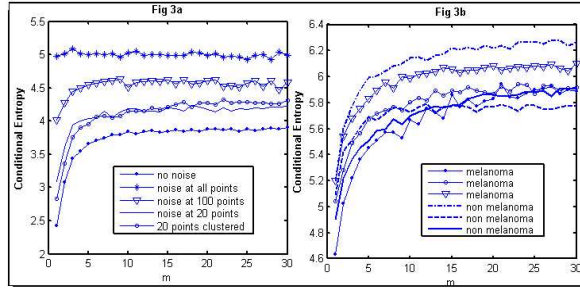 Fig 3a
5.5
5
4.5
4
3.5
3
2.5
2
Conditional Entropy
0 5 10 15 20 25 30
m
no noise
noise at all points
noise at 100 points
noise at 20 points
20 points clustered
Fig 3b
6.4
6.2
6
5.8
5.6
5.4
5.2
5
4.8
4.6
Conditional Entropy
0 5 10 15 20 25 30
m
melanoma
melanoma
melanoma
non melanoma
non melanoma
non melanoma